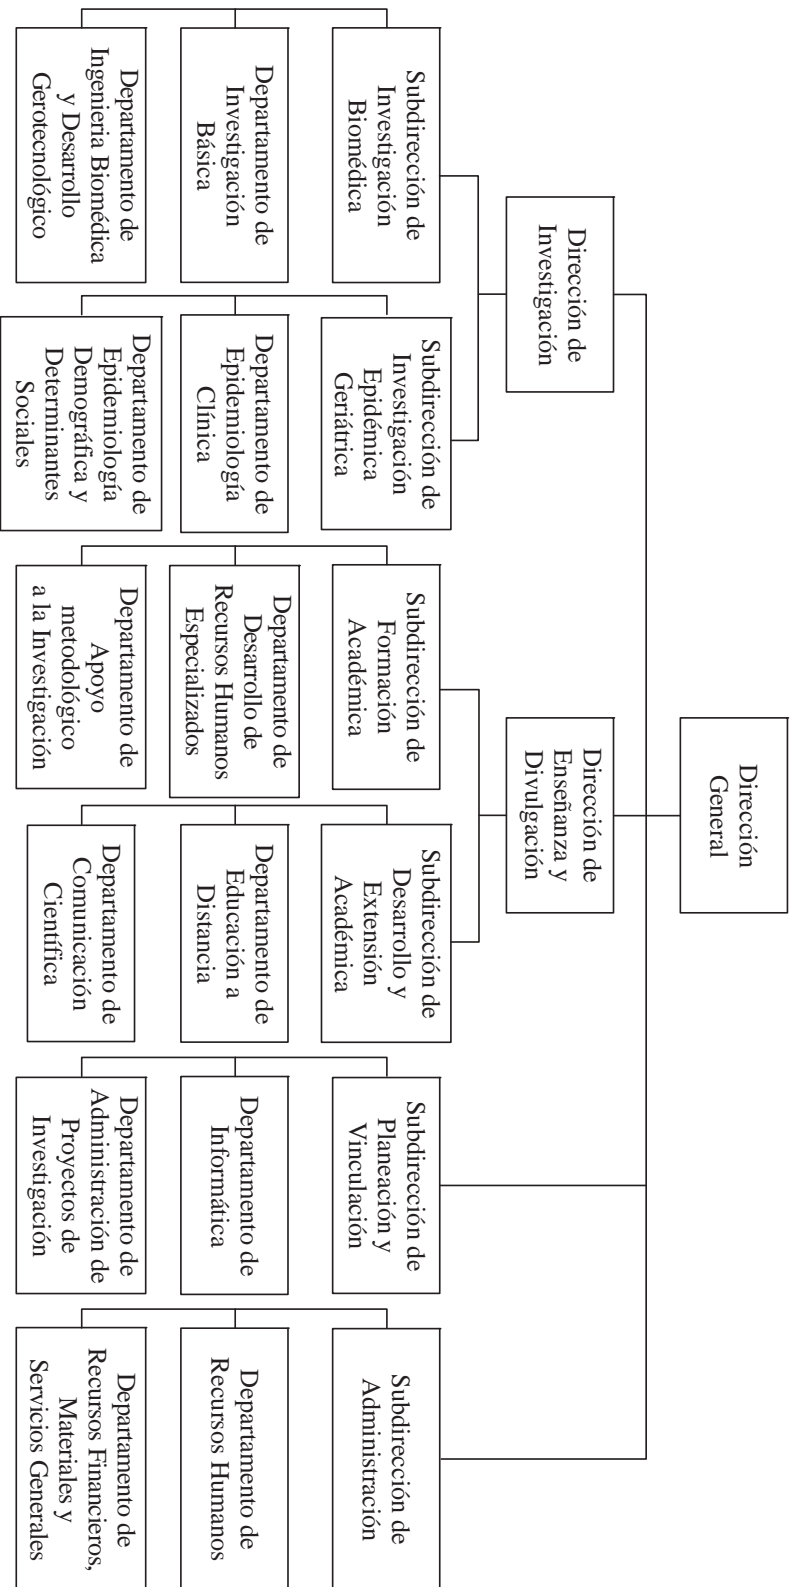 Dirección
General
Dirección de
Investigación
Dirección de
Enseñanza y
Divulgación
Subdirección de
Investigación
Biomédica
Subdirección de
Investigación
Epidémica
Geriátrica
Subdirección de
Formación
Académica
Subdirección de
Desarrollo y
Extensión
Académica
Subdirección de
Planeación y
Vinculación
Subdirección de
Administración
Departamento de
Investigación
Básica
Departamento de
Epidemiología
Clínica
Departamento de
Desarrollo de
Recursos Humanos
Especializados
Departamento de
Educación a
Distancia
Departamento de
Informática
Departamento de
Recursos Humanos
Departamento de
Ingenieria Biomédica
y Desarrollo
Gerotecnológico
Departamento de
Epidemiología
Demográfica y
Determinantes
Sociales
Departamento de
Apoyo
metodológico
a la Investigación
Departamento de
Comunicación
Científica
Departamento de
Administración de
Proyectos de
Investigación
Departamento de
Recursos Financieros,
Materiales y
Servicios Generales